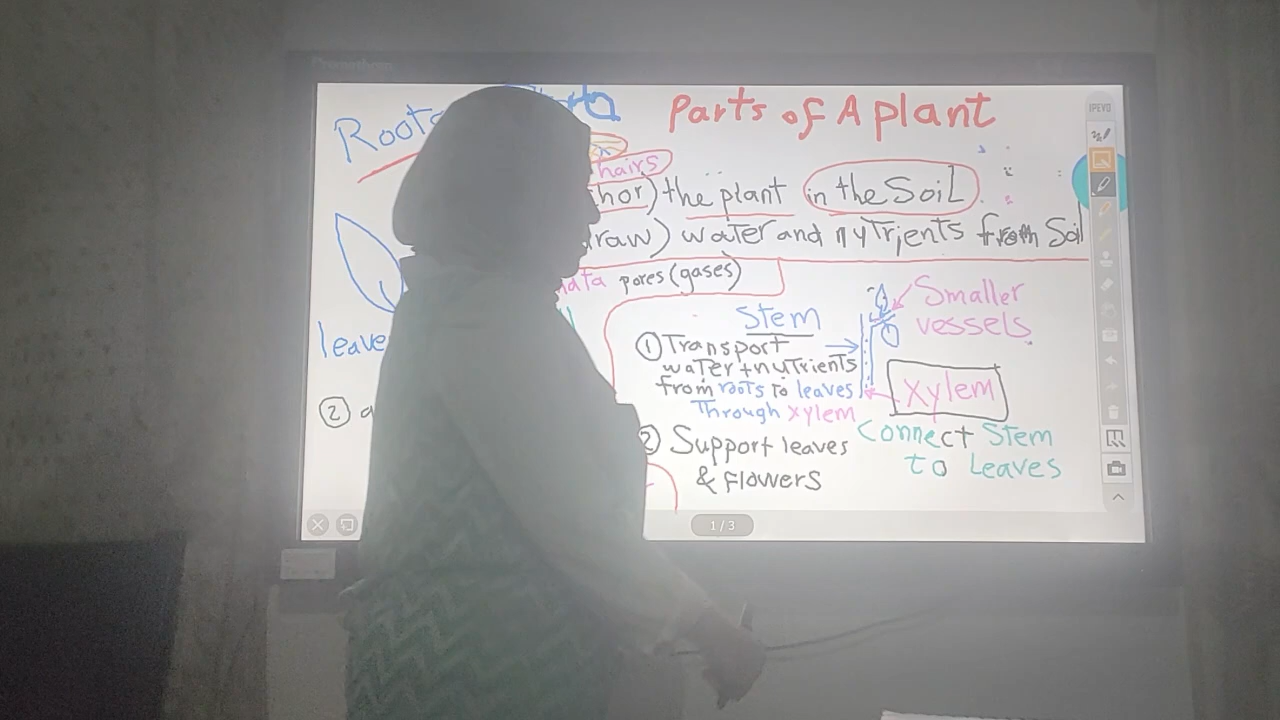 Promethean
Roots
Parts of A plant
IPEVO
hairs
hor) the plant in the Soil
raw) water and nutrients from Soil
ata pores (gases)
Smaller
vessels
Stem
① Transport
water + nutrients
from roots to leaves
Through xylem
Xylem
leave
② a
② Support leaves
& flowers
Connect Stem
to Leaves
1/3